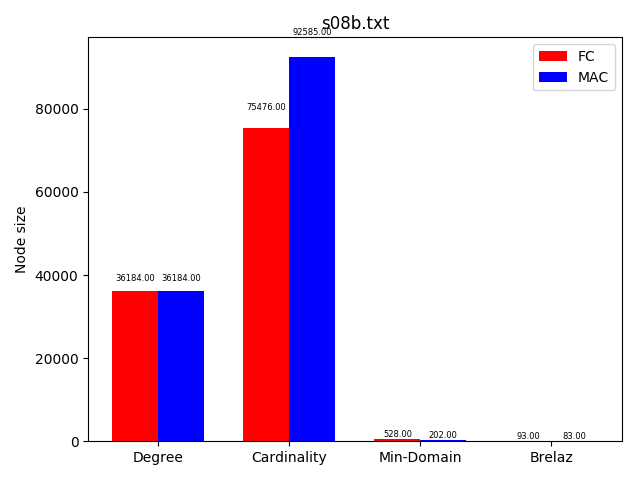 s08b.txt
92585.00
FC
MAC
75476.00
80000
60000
Node size
40000
36184.00 36184.00
20000
528.00 202.00 93.00 83.00
0
Degree Cardinality Min-Domain Brelaz